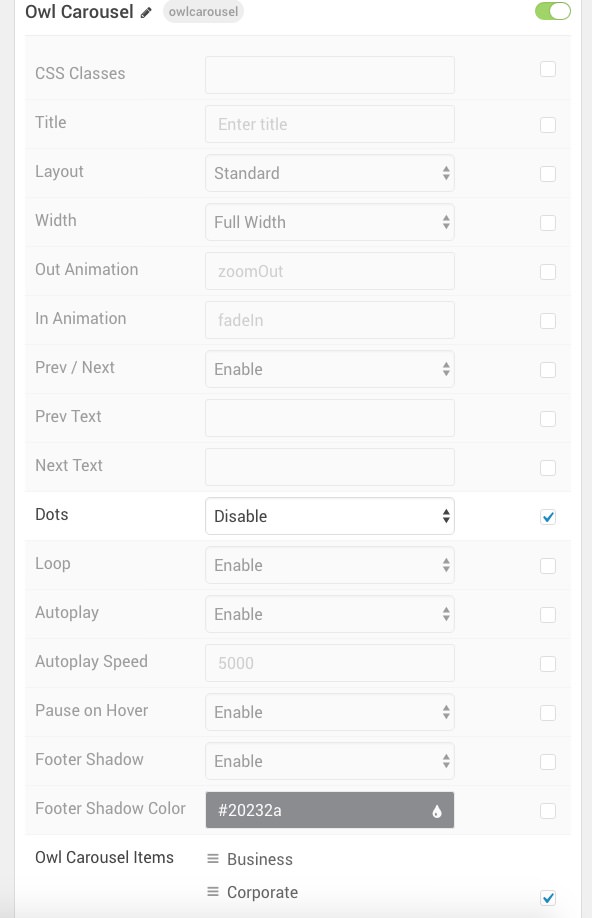 Owl Carousel owlcarousel
CSS Classes
Title Enter title
Layout Standard
Width Full Width
Out Animation zoomOut
In Animation fadeIn
Prev / Next Enable
Prev Text
Next Text
Dots Disable
Loop Enable
Autoplay Enable
Autoplay Speed 5000
Pause on Hover Enable
Footer Shadow Enable
Footer Shadow Color #20232a
Owl Carousel Items Business
Corporate